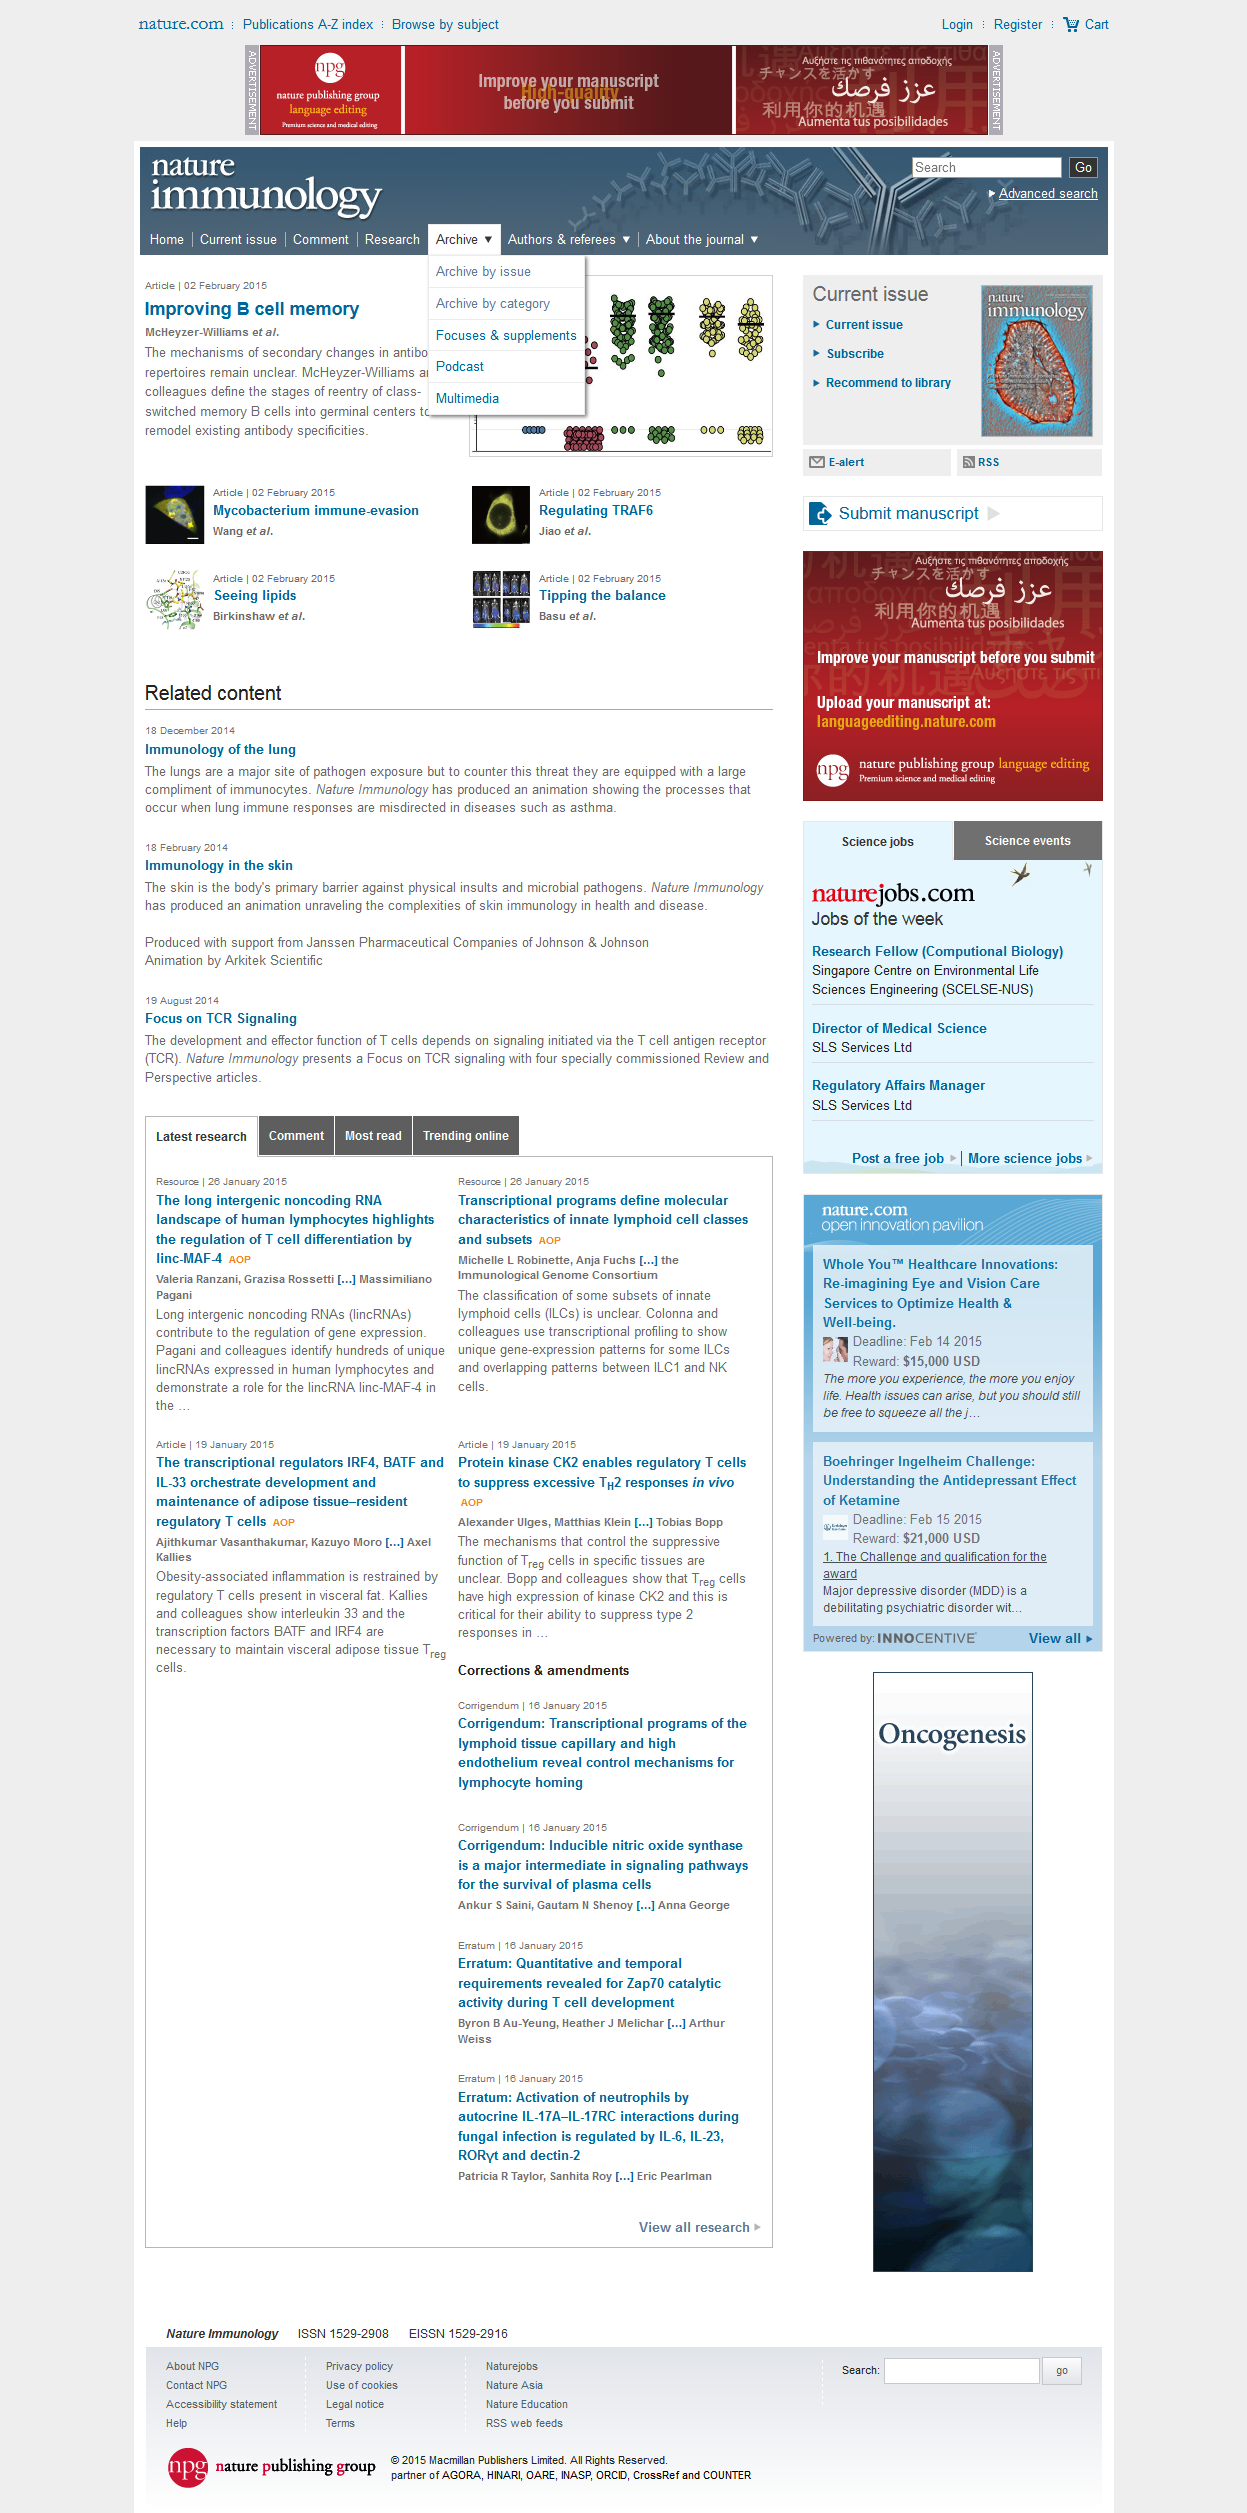 nature.com
Publications A-Z index
Browse by subject
Login
Register
Cart
ADVERTISEMENT
npg
nature publishing group
language editing
Premium science and medical editing
Improve your manuscript
High-quality
before you submit
Αυξήστε τις πιθανότητες αποδοχής
チャンスを活かす
عزز فرصك
利用你的机遇
Aumenta tus posibilidades
ADVERTISEMENT
nature
immunology
Search
Go
Advanced search
Home
Current issue
Comment
Research
Archive
Authors & referees
About the journal
Archive by issue
Archive by category
Focuses & supplements
Podcast
Multimedia
Article | 02 February 2015
Improving B cell memory
McHeyzer-Williams et al.
The mechanisms of secondary changes in antibo
repertoires remain unclear. McHeyzer-Williams a
colleagues define the stages of reentry of class-
switched memory B cells into germinal centers to
remodel existing antibody specificities.
Article | 02 February 2015
Mycobacterium immune-evasion
Wang et al.
Article | 02 February 2015
Regulating TRAF6
Jiao et al.
Article | 02 February 2015
Seeing lipids
Birkinshaw et al.
Article | 02 February 2015
Tipping the balance
Basu et al.
Related content
18 December 2014
Immunology of the lung
The lungs are a major site of pathogen exposure but to counter this threat they are equipped with a large
compliment of immunocytes. Nature Immunology has produced an animation showing the processes that
occur when lung immune responses are misdirected in diseases such as asthma.
18 February 2014
Immunology in the skin
The skin is the body's primary barrier against physical insults and microbial pathogens. Nature Immunology
has produced an animation unraveling the complexities of skin immunology in health and disease.
Produced with support from Janssen Pharmaceutical Companies of Johnson & Johnson
Animation by Arkitek Scientific
19 August 2014
Focus on TCR Signaling
The development and effector function of T cells depends on signaling initiated via the T cell antigen receptor
(TCR). Nature Immunology presents a Focus on TCR signaling with four specially commissioned Review and
Perspective articles.
Latest research
Comment
Most read
Trending online
Resource | 26 January 2015
The long intergenic noncoding RNA
landscape of human lymphocytes highlights
the regulation of T cell differentiation by
linc-MAF-4 AOP
Valeria Ranzani, Grazisa Rossetti [...] Massimiliano
Pagani
Long intergenic noncoding RNAs (lincRNAs)
contribute to the regulation of gene expression.
Pagani and colleagues identify hundreds of unique
lincRNAs expressed in human lymphocytes and
demonstrate a role for the lincRNA linc-MAF-4 in
the …
Resource | 26 January 2015
Transcriptional programs define molecular
characteristics of innate lymphoid cell classes
and subsets AOP
Michelle L Robinette, Anja Fuchs [...] the
Immunological Genome Consortium
The classification of some subsets of innate
lymphoid cells (ILCs) is unclear. Colonna and
colleagues use transcriptional profiling to show
unique gene-expression patterns for some ILCs
and overlapping patterns between ILC1 and NK
cells.
Article | 19 January 2015
The transcriptional regulators IRF4, BATF and
IL-33 orchestrate development and
maintenance of adipose tissue–resident
regulatory T cells AOP
Ajithkumar Vasanthakumar, Kazuyo Moro [...] Axel
Kallies
Obesity-associated inflammation is restrained by
regulatory T cells present in visceral fat. Kallies
and colleagues show interleukin 33 and the
transcription factors BATF and IRF4 are
necessary to maintain visceral adipose tissue Treg
cells.
Article | 19 January 2015
Protein kinase CK2 enables regulatory T cells
to suppress excessive TH2 responses in vivo
AOP
Alexander Ulges, Matthias Klein [...] Tobias Bopp
The mechanisms that control the suppressive
function of Treg cells in specific tissues are
unclear. Bopp and colleagues show that Treg cells
have high expression of kinase CK2 and this is
critical for their ability to suppress type 2
responses in …
Corrections & amendments
Corrigendum | 16 January 2015
Corrigendum: Transcriptional programs of the
lymphoid tissue capillary and high
endothelium reveal control mechanisms for
lymphocyte homing
Corrigendum | 16 January 2015
Corrigendum: Inducible nitric oxide synthase
is a major intermediate in signaling pathways
for the survival of plasma cells
Ankur S Saini, Gautam N Shenoy [...] Anna George
Erratum | 16 January 2015
Erratum: Quantitative and temporal
requirements revealed for Zap70 catalytic
activity during T cell development
Byron B Au-Yeung, Heather J Melichar [...] Arthur
Weiss
Erratum | 16 January 2015
Erratum: Activation of neutrophils by
autocrine IL-17A–IL-17RC interactions during
fungal infection is regulated by IL-6, IL-23,
RORγt and dectin-2
Patricia R Taylor, Sanhita Roy [...] Eric Pearlman
View all research
Current issue
Current issue
Subscribe
Recommend to library
nature
immunology
E-alert
RSS
Submit manuscript
Αυξήστε τις πιθανότητες αποδοχής
チャンスを活かす
عزز فرصك
利用你的机遇
Aumenta tus posibilidades
Improve your manuscript before you submit
Upload your manuscript at:
languageediting.nature.com
npg
nature publishing group language editing
Premium science and medical editing
Science jobs
Science events
naturejobs.com
Jobs of the week
Research Fellow (Computional Biology)
Singapore Centre on Environmental Life
Sciences Engineering (SCELSE-NUS)
Director of Medical Science
SLS Services Ltd
Regulatory Affairs Manager
SLS Services Ltd
Post a free job
More science jobs
nature.com
open innovation pavilion
Whole You™ Healthcare Innovations:
Re-imagining Eye and Vision Care
Services to Optimize Health &
Well-being.
Deadline: Feb 14 2015
Reward: $15,000 USD
The more you experience, the more you enjoy
life. Health issues can arise, but you should still
be free to squeeze all the j…
Boehringer Ingelheim Challenge:
Understanding the Antidepressant Effect
of Ketamine
Deadline: Feb 15 2015
Reward: $21,000 USD
1. The Challenge and qualification for the
award
Major depressive disorder (MDD) is a
debilitating psychiatric disorder wit...
Powered by: INNOCENTIVE
View all
Oncogenesis
Nature Immunology
ISSN 1529-2908
EISSN 1529-2916
About NPG
Contact NPG
Accessibility statement
Help
Privacy policy
Use of cookies
Legal notice
Terms
Naturejobs
Nature Asia
Nature Education
RSS web feeds
Search:
go
npg
nature publishing group
© 2015 Macmillan Publishers Limited. All Rights Reserved.
partner of AGORA, HINARI, OARE, INASP, ORCID, CrossRef and COUNTER